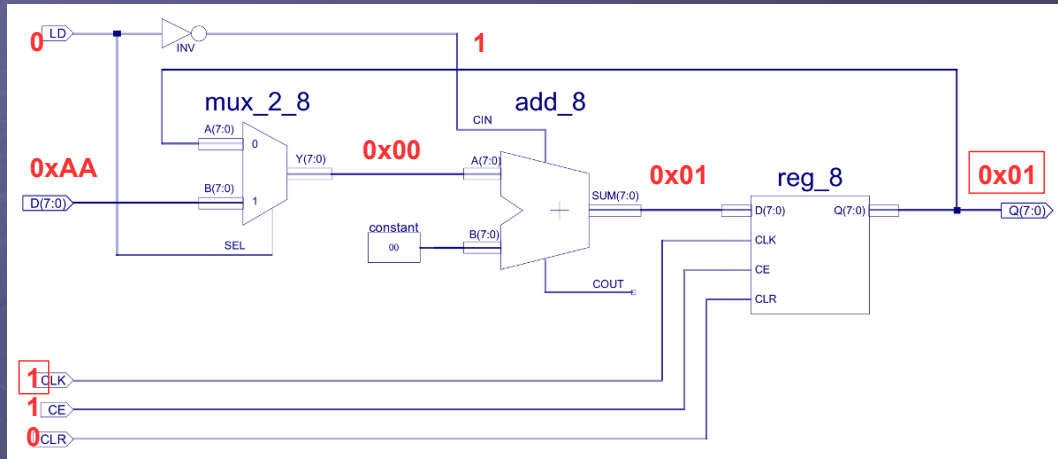 0 LD
INV
1
mux_2_8
add_8
CIN
A(7:0)
0
Y(7:0)
0x00
A(7:0)
0xAA
B(7:0)
1
D(7:0)
SEL
constant
00
B(7:0)
SUM(7:0)
0x01
COUT
reg_8
D(7:0)
Q(7:0)
CLK
CE
CLR
0x01
Q(7:0)
1 CLK
1 CE
0 CLR